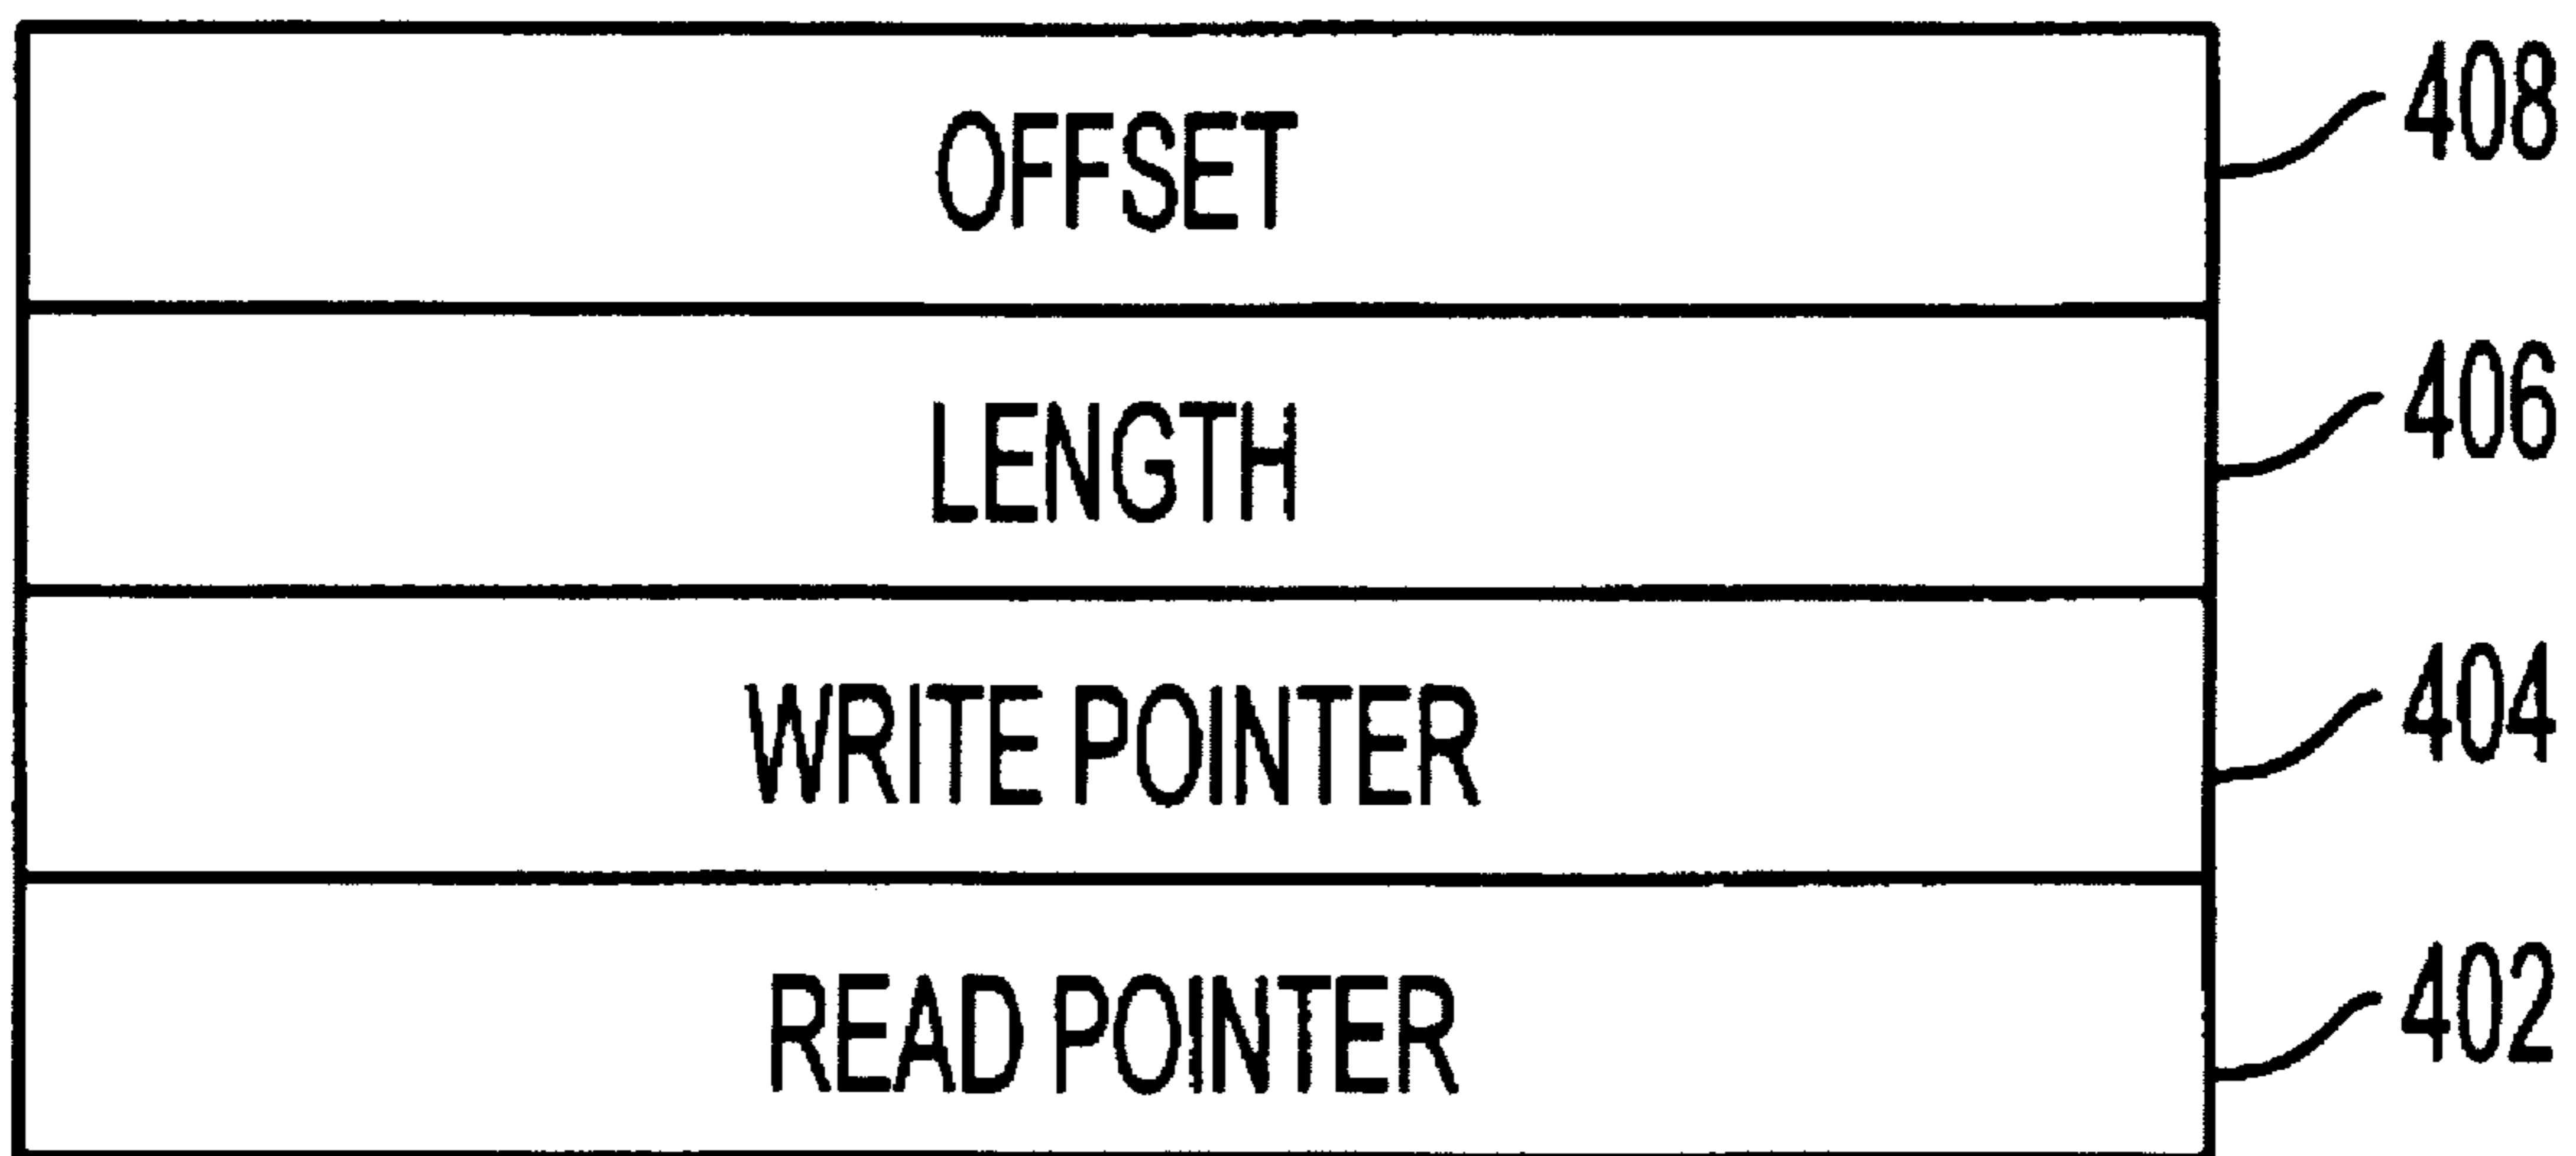 OFFSET 408
LENGTH 406
WRITE POINTER 404
READ POINTER 402